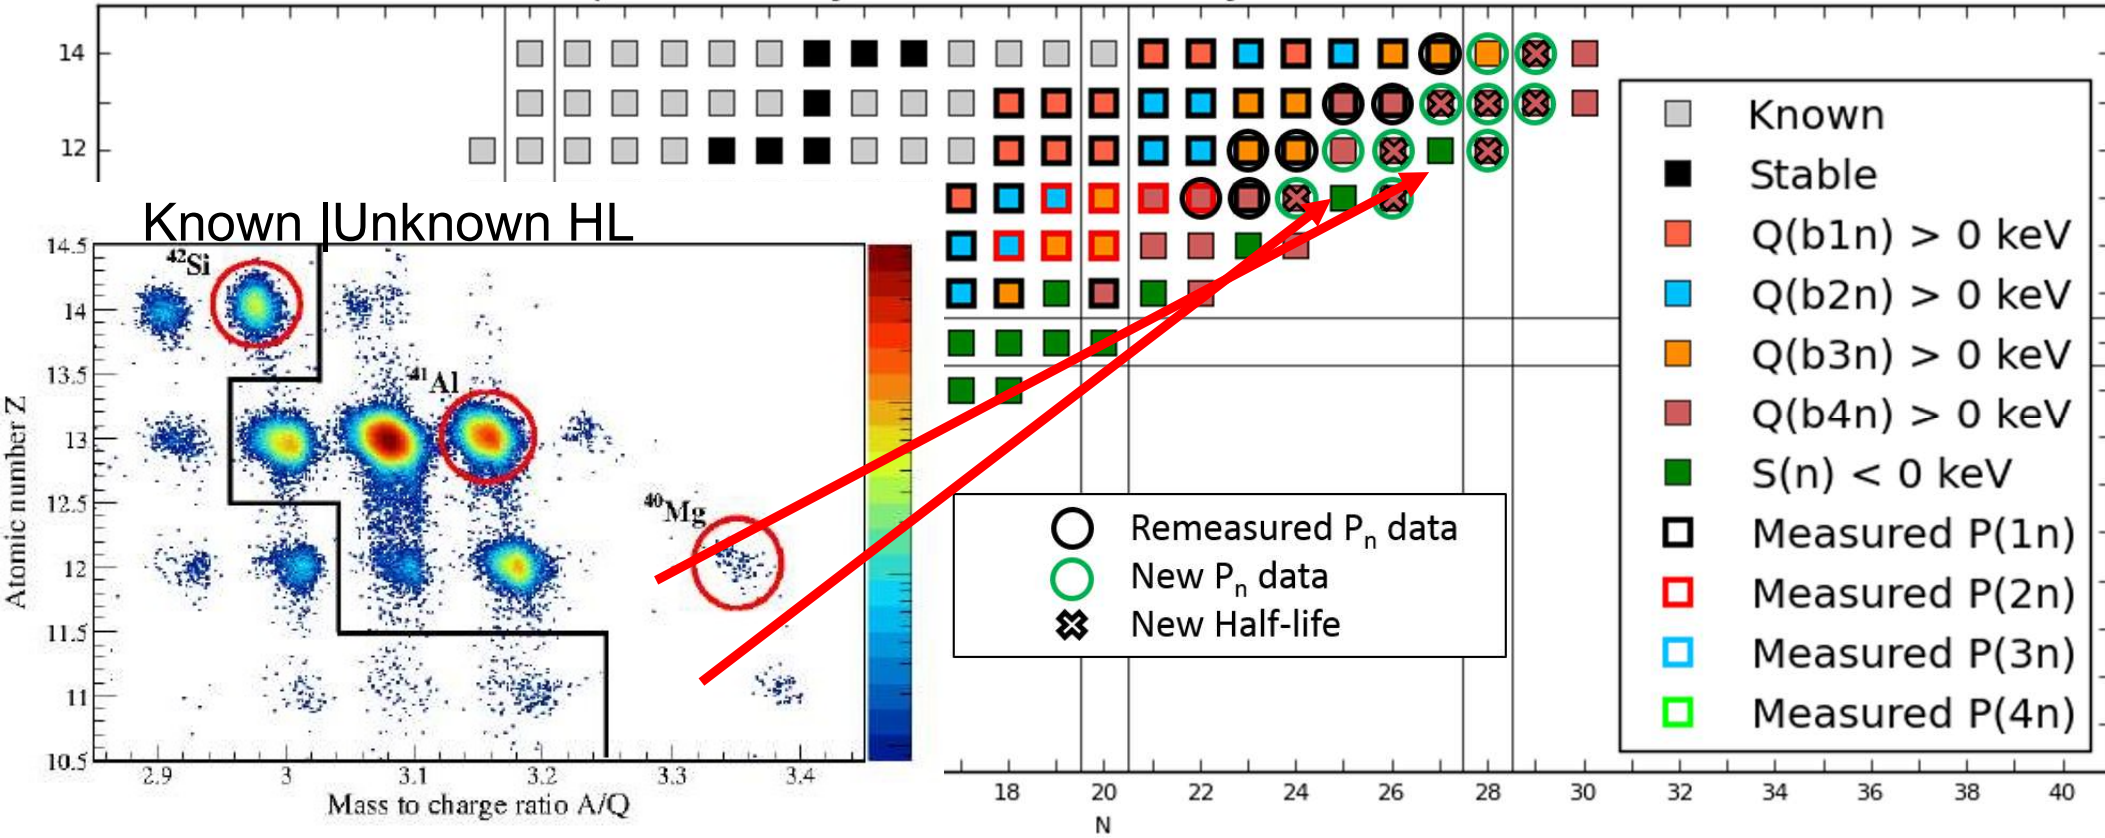 14
12
Known |Unknown HL
14.5
14
13.5
13
12.5
12
11.5
11
10.5
Atomic number Z
⁴²Si
⁴¹Al
⁴⁰Mg
2.9 3 3.1 3.2 3.3 3.4
Mass to charge ratio A/Q
Remeasured Pₙ data
New Pₙ data
New Half-life
Known
Stable
Q(b1n) > 0 keV
Q(b2n) > 0 keV
Q(b3n) > 0 keV
Q(b4n) > 0 keV
S(n) < 0 keV
Measured P(1n)
Measured P(2n)
Measured P(3n)
Measured P(4n)
18 20 22 24 26 28 30 32 34 36 38 40
N